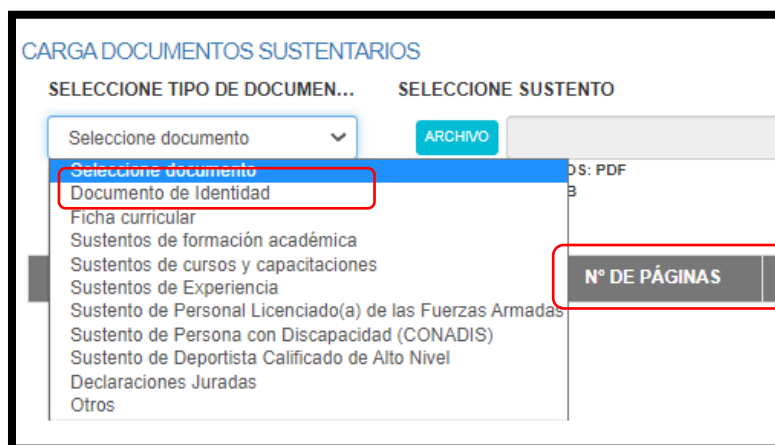 CARGA DOCUMENTOS SUSTENTARIOS
SELECCIONE TIPO DE DOCUMEN... SELECCIONE SUSTENTO
Seleccione documento ARCHIVO
Seleccione documento OS: PDF
Documento de Identidad B
Ficha curricular
Sustentos de formación académica
Sustentos de cursos y capacitaciones
Sustentos de Experiencia Nº DE PÁGINAS
Sustento de Personal Licenciado(a) de las Fuerzas Armadas
Sustento de Persona con Discapacidad (CONADIS)
Sustento de Deportista Calificado de Alto Nivel
Declaraciones Juradas
Otros